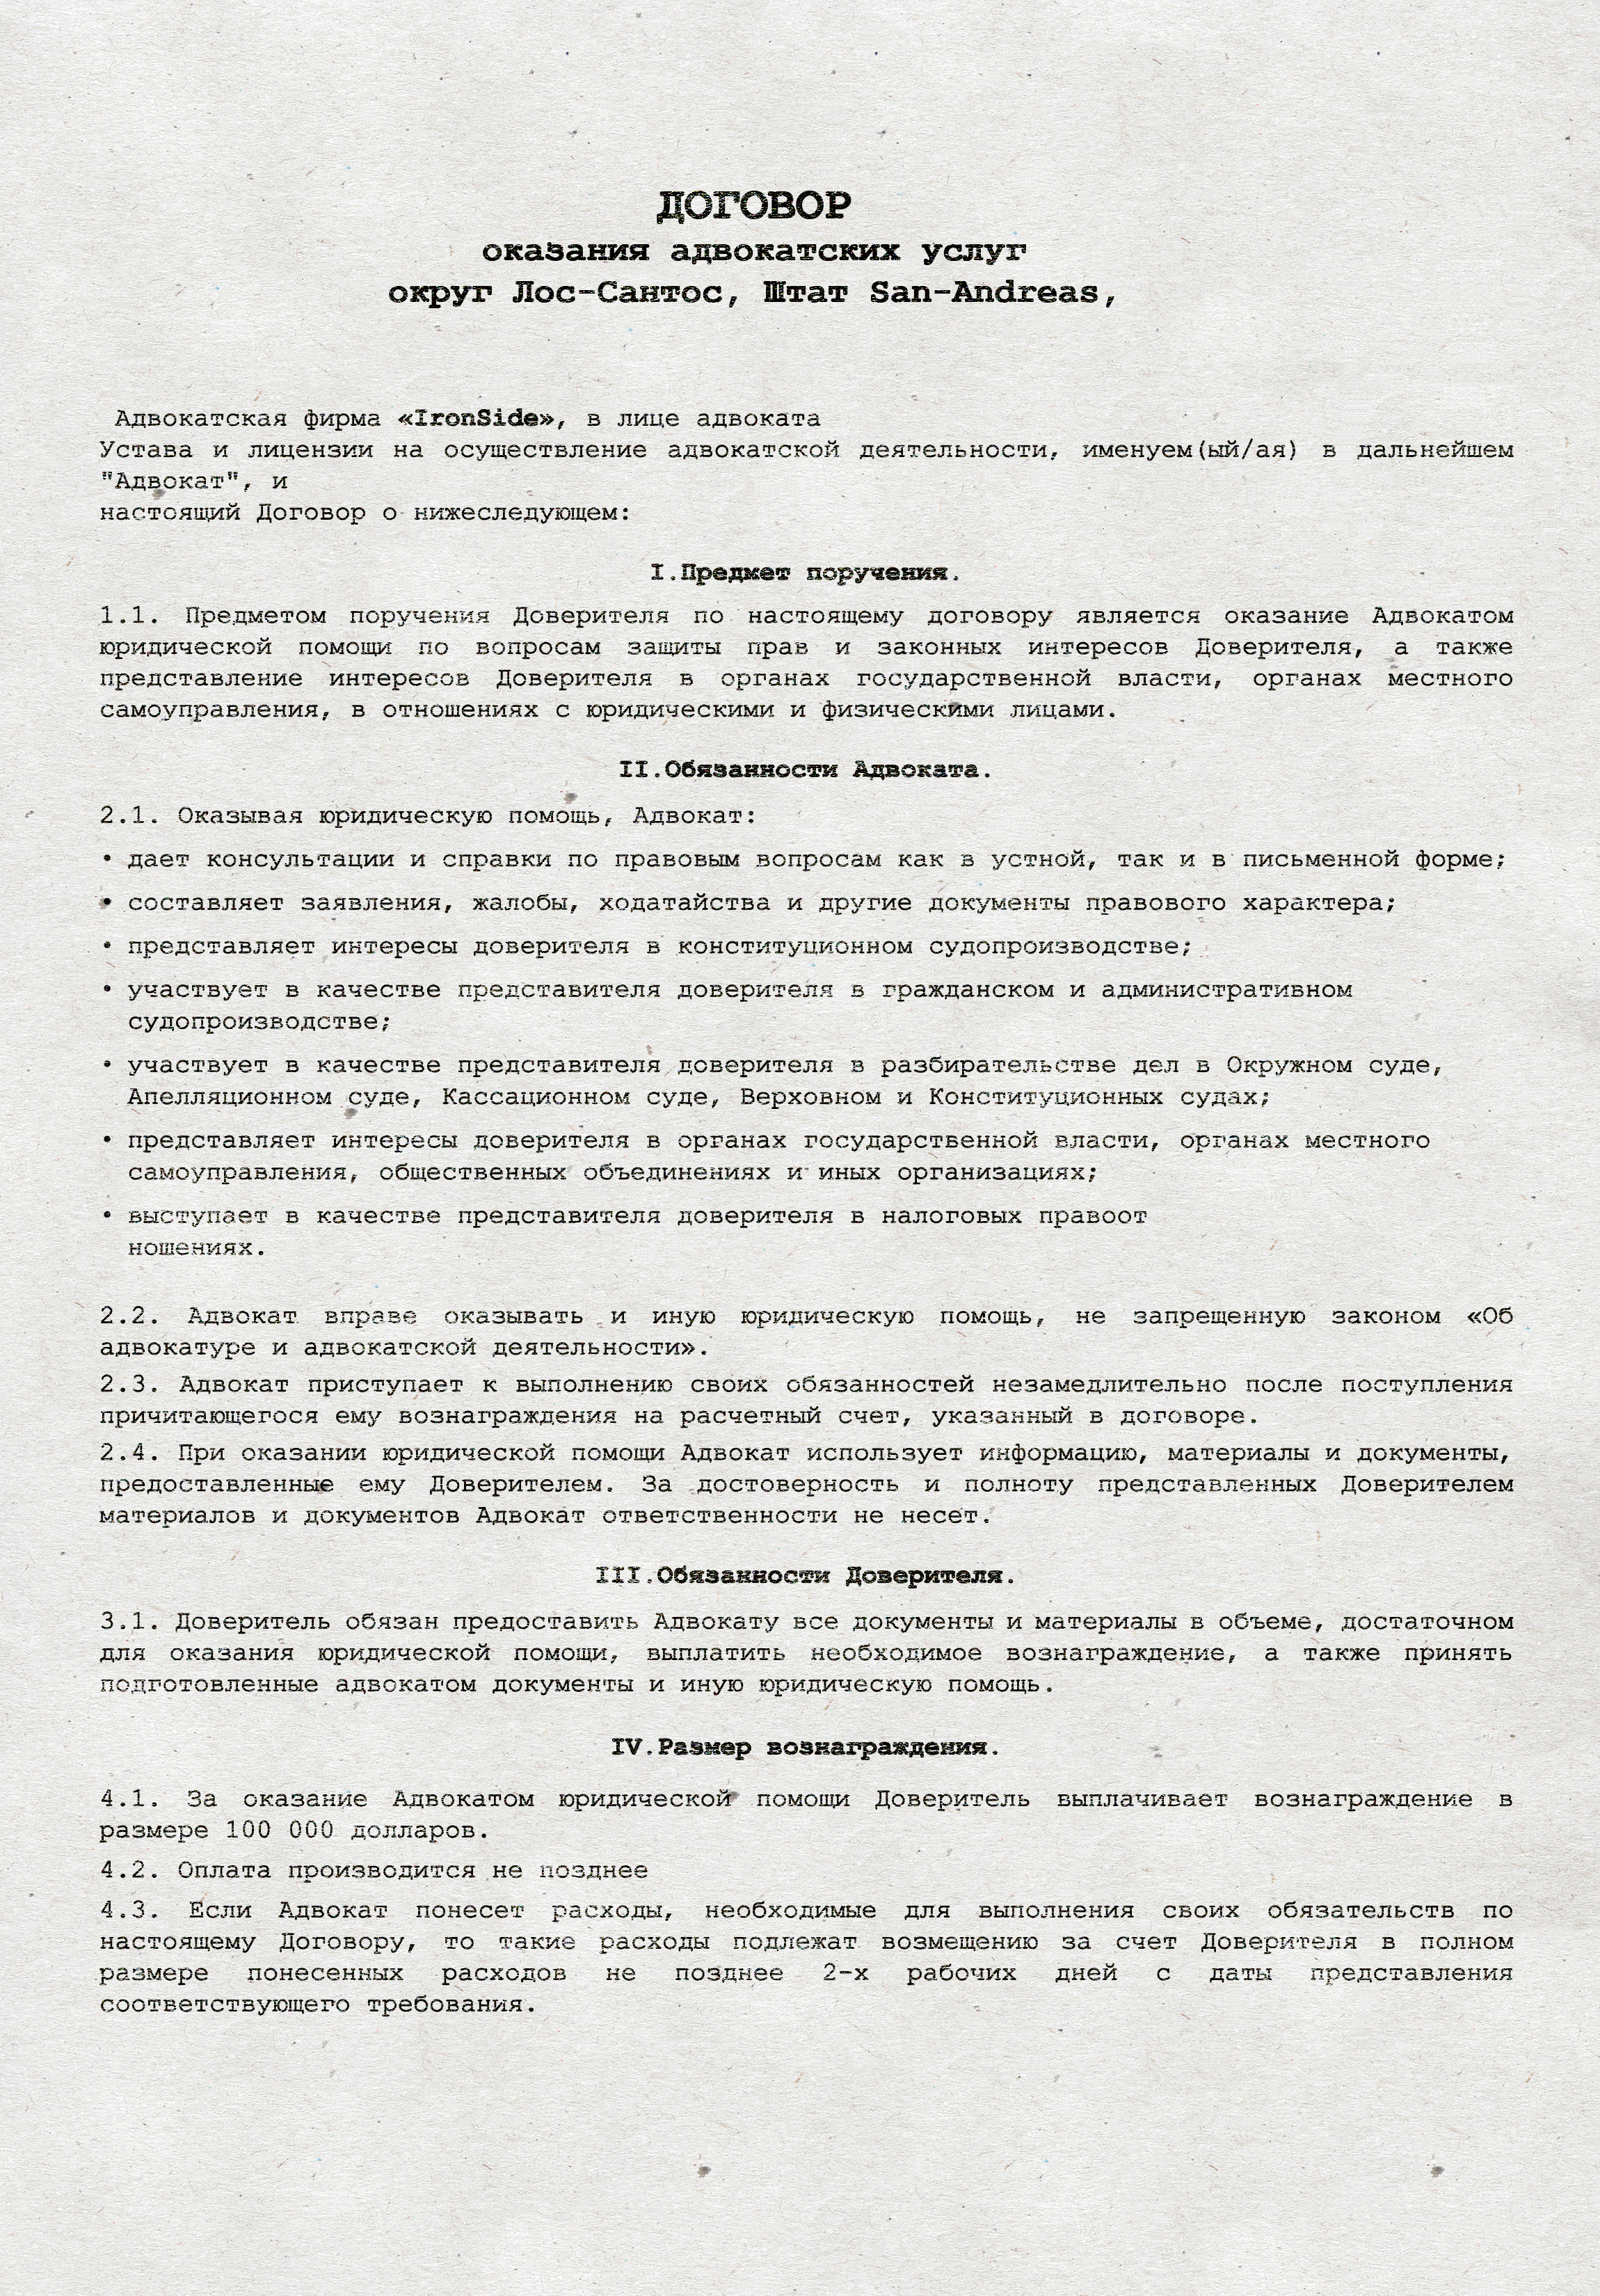 ДОГОВОР
оказания адвокатских услуг
округ Лос-Сантос, Штат San-Andreas,
Адвокатская фирма «IronSide», в лице адвоката
Устава и лицензии на осуществление адвокатской деятельности, именуем(ый/ая) в дальнейшем
"Адвокат", и
настоящий Договор о нижеследующем:
I.Предмет поручения.
1.1. Предметом поручения Доверителя по настоящему договору является оказание Адвокатом
юридической помощи по вопросам защиты прав и законных интересов Доверителя, а также
представление интересов Доверителя в органах государственной власти, органах местного
самоуправления, в отношениях с юридическими и физическими лицами.
II.Обязанности Адвоката.
2.1. Оказывая юридическую помощь, Адвокат:
• дает консультации и справки по правовым вопросам как в устной, так и в письменной форме;
• составляет заявления, жалобы, ходатайства и другие документы правового характера;
• представляет интересы доверителя в конституционном судопроизводстве;
• участвует в качестве представителя доверителя в гражданском и административном
судопроизводстве;
• участвует в качестве представителя доверителя в разбирательстве дел в Окружном суде,
Апелляционном суде, Кассационном суде, Верховном и Конституционных судах;
• представляет интересы доверителя в органах государственной власти, органах местного
самоуправления, общественных объединениях и иных организациях;
• выступает в качестве представителя доверителя в налоговых правоот
ношениях.
2.2. Адвокат вправе оказывать и иную юридическую помощь, не запрещенную законом «Об
адвокатуре и адвокатской деятельности».
2.3. Адвокат приступает к выполнению своих обязанностей незамедлительно после поступления
причитающегося ему вознаграждения на расчетный счет, указанный в договоре.
2.4. При оказании юридической помощи Адвокат использует информацию, материалы и документы,
предоставленные ему Доверителем. За достоверность и полноту представленных Доверителем
материалов и документов Адвокат ответственности не несет.
III.Обязанности Доверителя.
3.1. Доверитель обязан предоставить Адвокату все документы и материалы в объеме, достаточном
для оказания юридической помощи, выплатить необходимое вознаграждение, а также принять
подготовленные адвокатом документы и иную юридическую помощь.
IV.Размер вознаграждения.
4.1. За оказание Адвокатом юридической помощи Доверитель выплачивает вознаграждение в
размере 100 000 долларов.
4.2. Оплата производится не позднее
4.3. Если Адвокат понесет расходы, необходимые для выполнения своих обязательств по
настоящему Договору, то такие расходы подлежат возмещению за счет Доверителя в полном
размере понесенных расходов не позднее 2-х рабочих дней с даты представления
соответствующего требования.